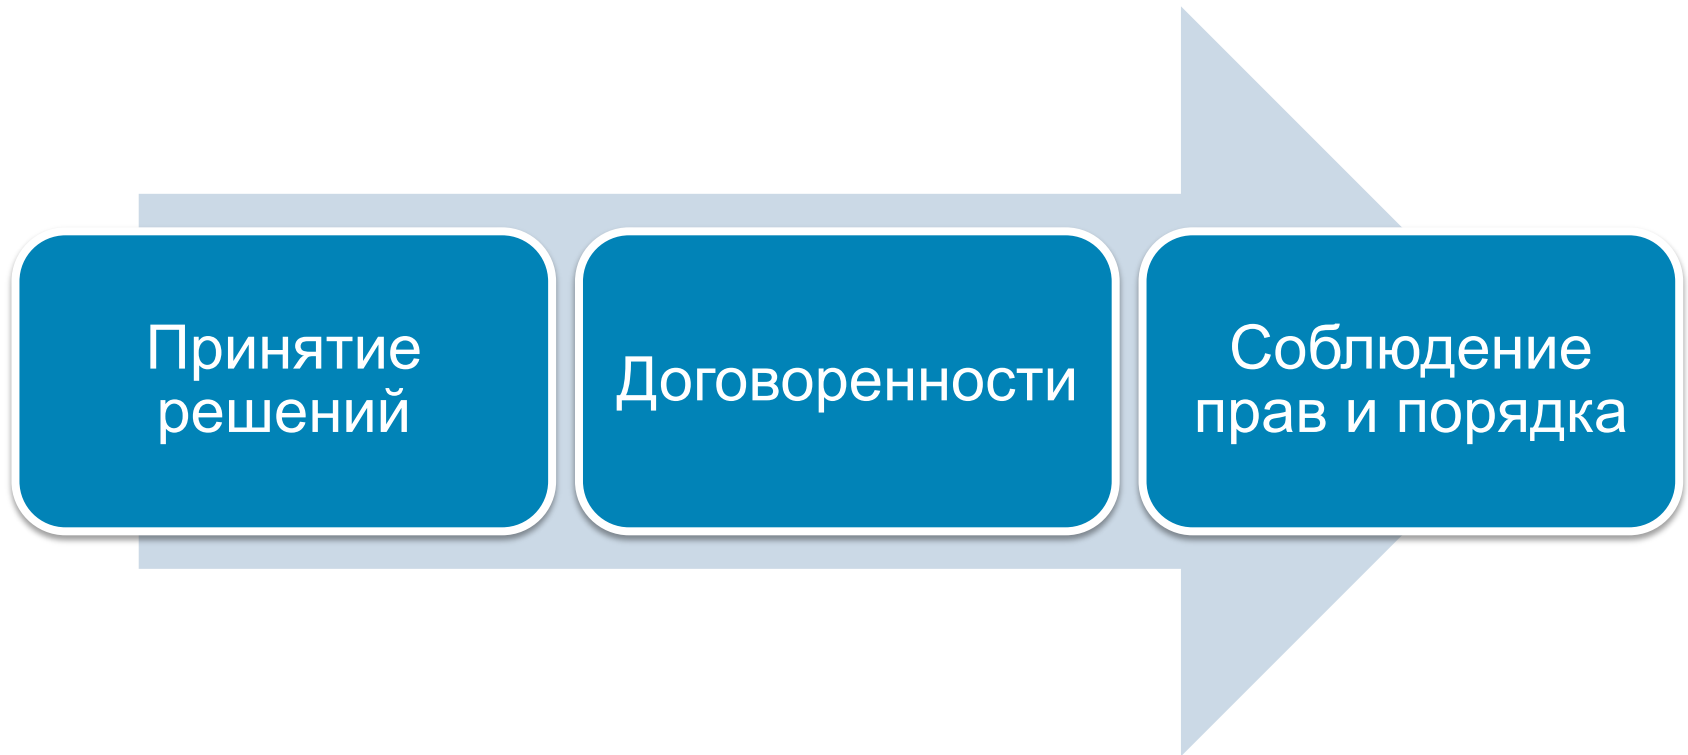 Принятие
решений
Договоренности
Соблюдение
прав и порядка